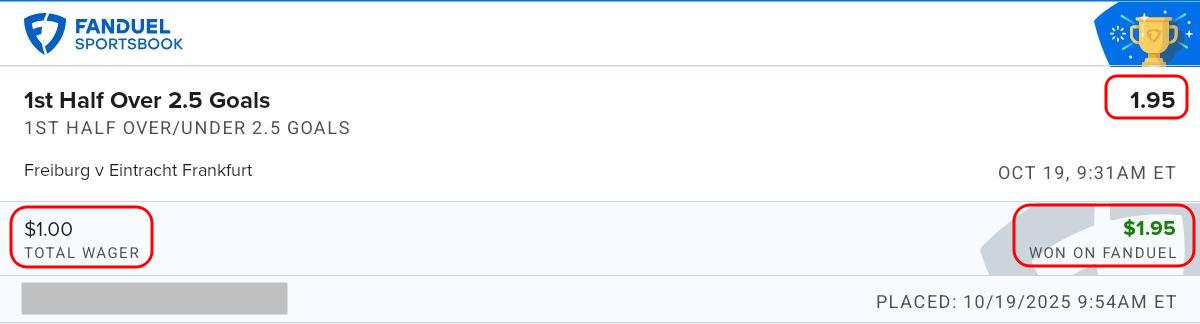 FANDUEL
SPORTSBOOK
1st Half Over 2.5 Goals
1.95
1ST HALF OVER/UNDER 2.5 GOALS
Freiburg v Eintracht Frankfurt
OCT 19, 9:31AM ET
$1.00
TOTAL WAGER
$1.95
WON ON FANDUEL
PLACED: 10/19/2025 9:54AM ET